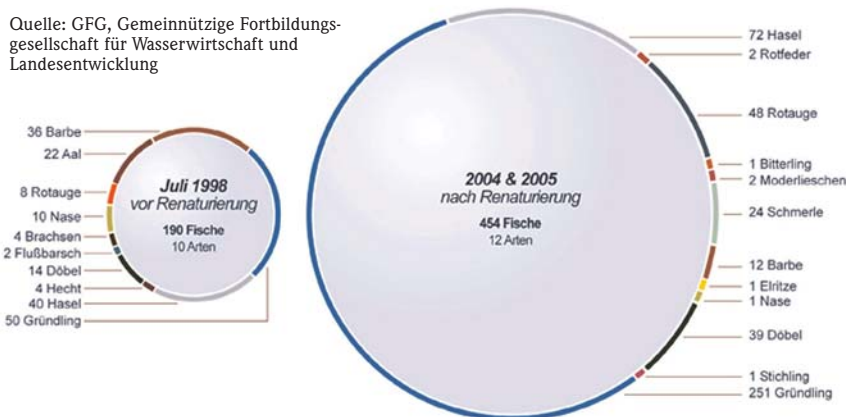 Quelle: GFG, Gemeinnützige Fortbildungs-
gesellschaft für Wasserwirtschaft und
Landesentwicklung
36 Barbe
22 Aal
8 Rotauge
10 Nase
4 Brachsen
2 Flußbarsch
14 Döbel
4 Hecht
40 Hasel
50 Gründling
Juli 1998
vor Renaturierung
190 Fische
10 Arten
2004 & 2005
nach Renaturierung
454 Fische
12 Arten
72 Hasel
2 Rotfeder
48 Rotauge
1 Bitterling
2 Moderlieschen
24 Schmerle
12 Barbe
1 Elritze
1 Nase
39 Döbel
1 Stichling
251 Gründling